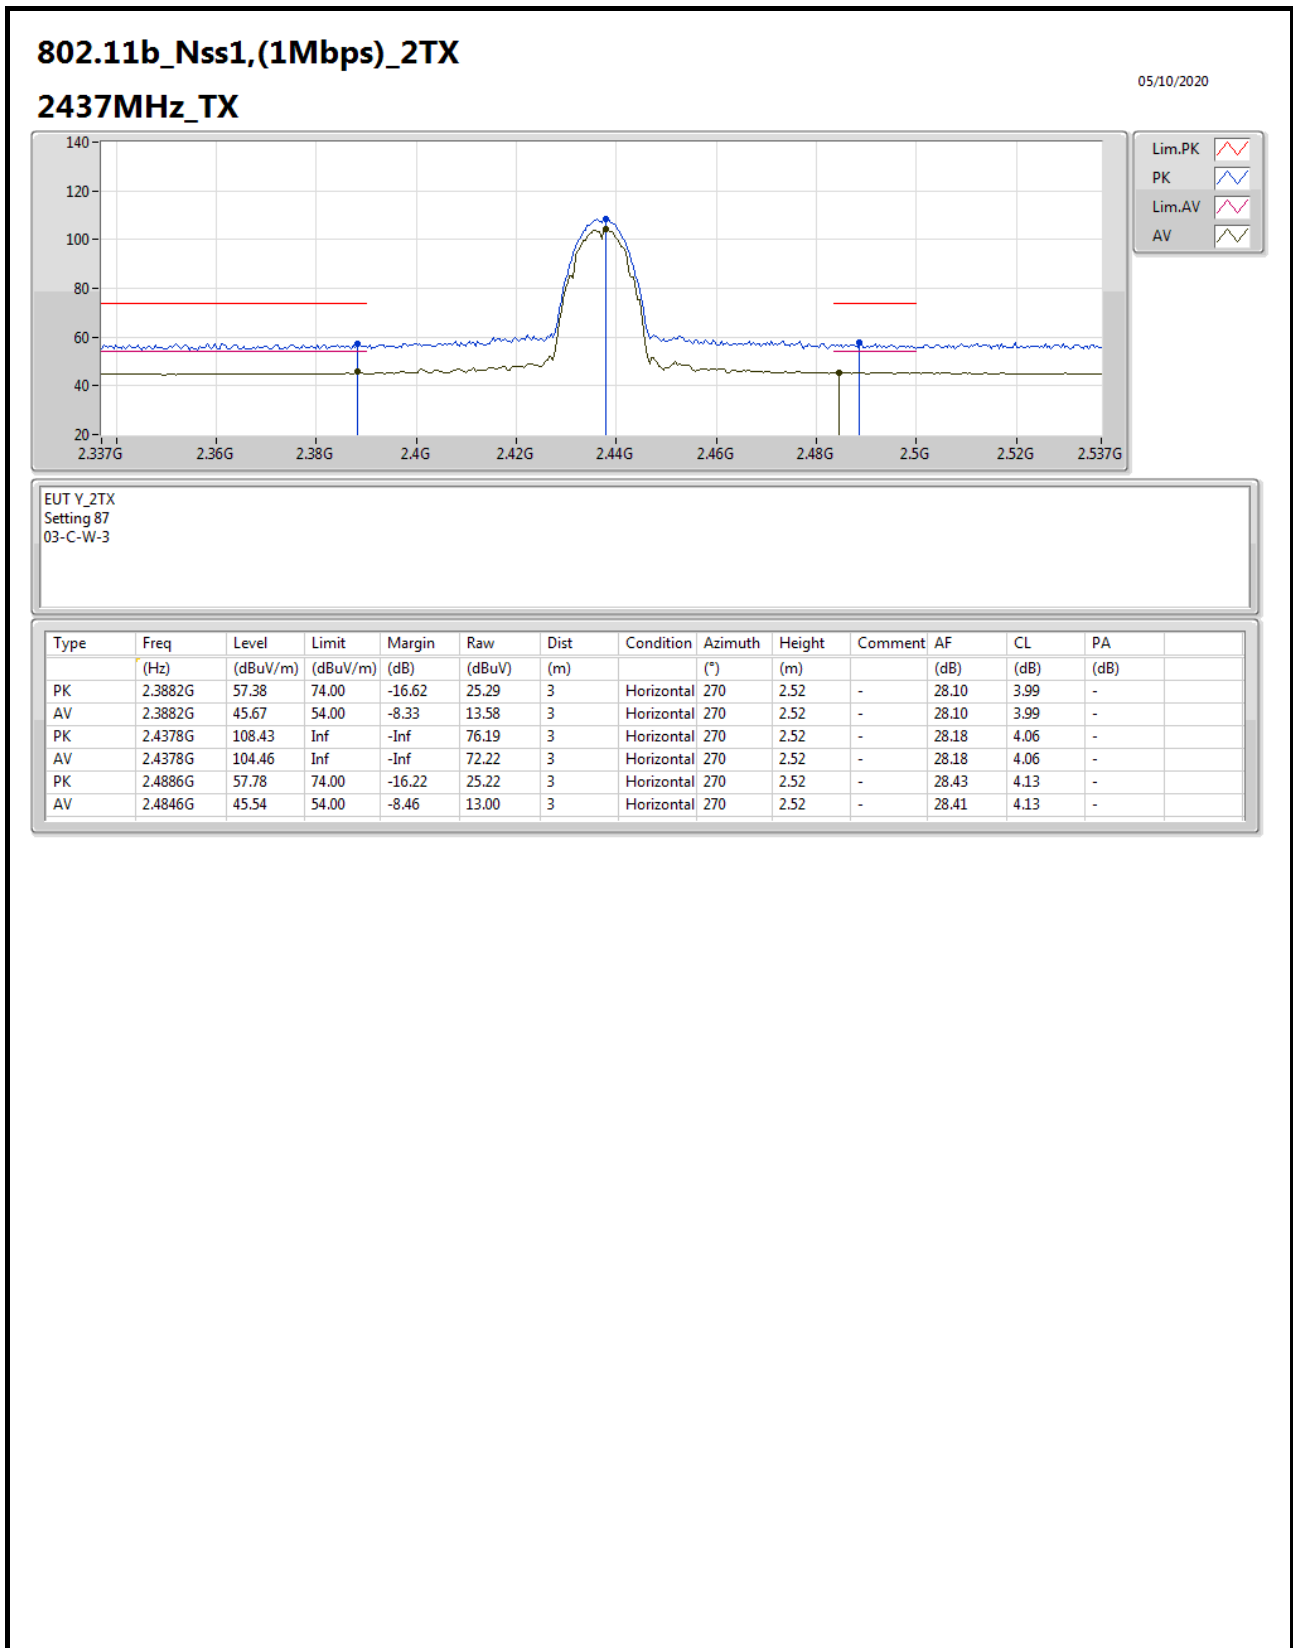 802.11b_Nss1,(1Mbps)_2TX
05/10/2020
2437MHz_TX
140
120
100
80
60
40
20
2.337G 2.36G 2.38G 2.4G 2.42G 2.44G 2.46G 2.48G 2.5G 2.52G 2.537G
Lim.PK
PK
Lim.AV
AV
EUT Y_2TX
Setting 87
03-C-W-3
Type Freq Level Limit Margin Raw Dist Condition Azimuth Height Comment AF CL PA
(Hz) (dBuV/m) (dBuV/m) (dB) (dBuV) (m) (°) (m) (dB) (dB) (dB)
PK 2.3882G 57.38 74.00 -16.62 25.29 3 Horizontal 270 2.52 - 28.10 3.99 -
AV 2.3882G 45.67 54.00 -8.33 13.58 3 Horizontal 270 2.52 - 28.10 3.99 -
PK 2.4378G 108.43 Inf -Inf 76.19 3 Horizontal 270 2.52 - 28.18 4.06 -
AV 2.4378G 104.46 Inf -Inf 72.22 3 Horizontal 270 2.52 - 28.18 4.06 -
PK 2.4886G 57.78 74.00 -16.22 25.22 3 Horizontal 270 2.52 - 28.43 4.13 -
AV 2.4846G 45.54 54.00 -8.46 13.00 3 Horizontal 270 2.52 - 28.41 4.13 -